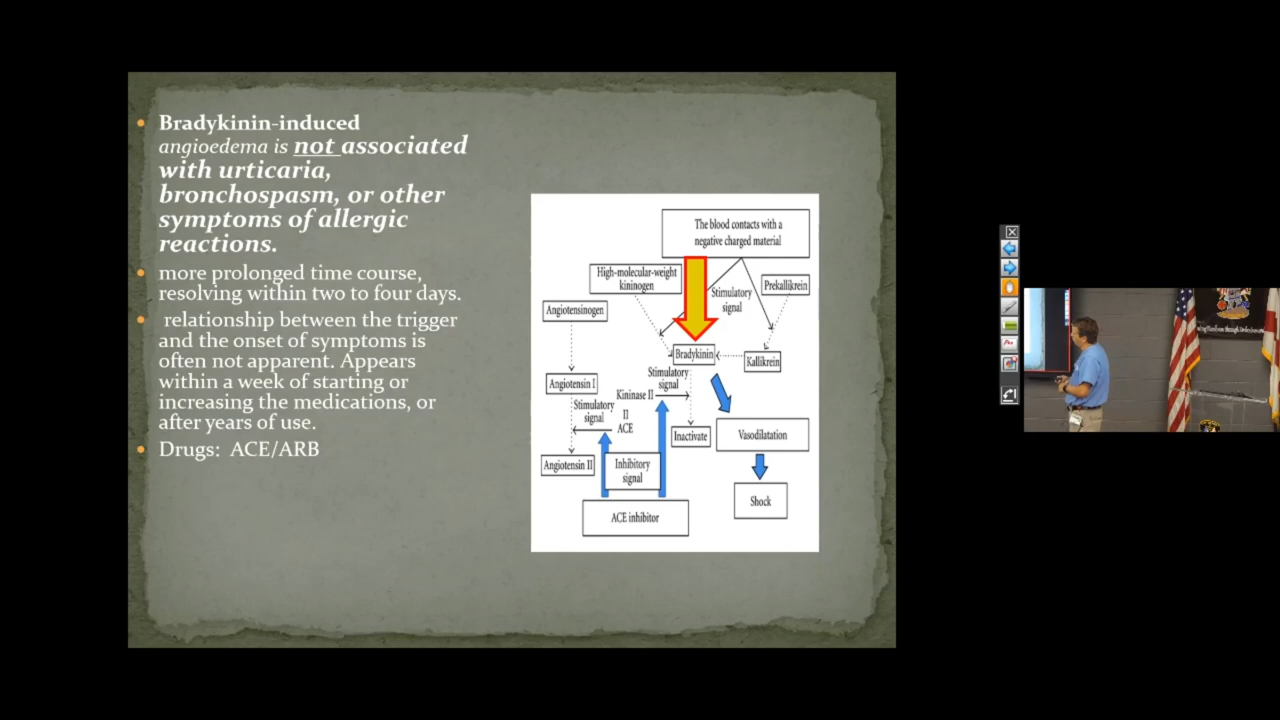 Bradykinin-induced
angioedema is not associated
with urticaria,
bronchospasm, or other
symptoms of allergic
reactions.
more prolonged time course,
resolving within two to four days.
relationship between the trigger
and the onset of symptoms is
often not apparent. Appears
within a week of starting or
increasing the medications, or
after years of use.
Drugs: ACE/ARB
The blood contacts with a
negative charged material
High-molecular-weight
kininogen
Stimulatory
signal
Prekallikrein
Angiotensinogen
Bradykinin
Kallikrein
Stimulatory
signal
Angiotensin I
Kininase II
Stimulatory
signal
II
ACE
Inactivate
Vasodilatation
Angiotensin II
Inhibitory
signal
Shock
ACE inhibitor